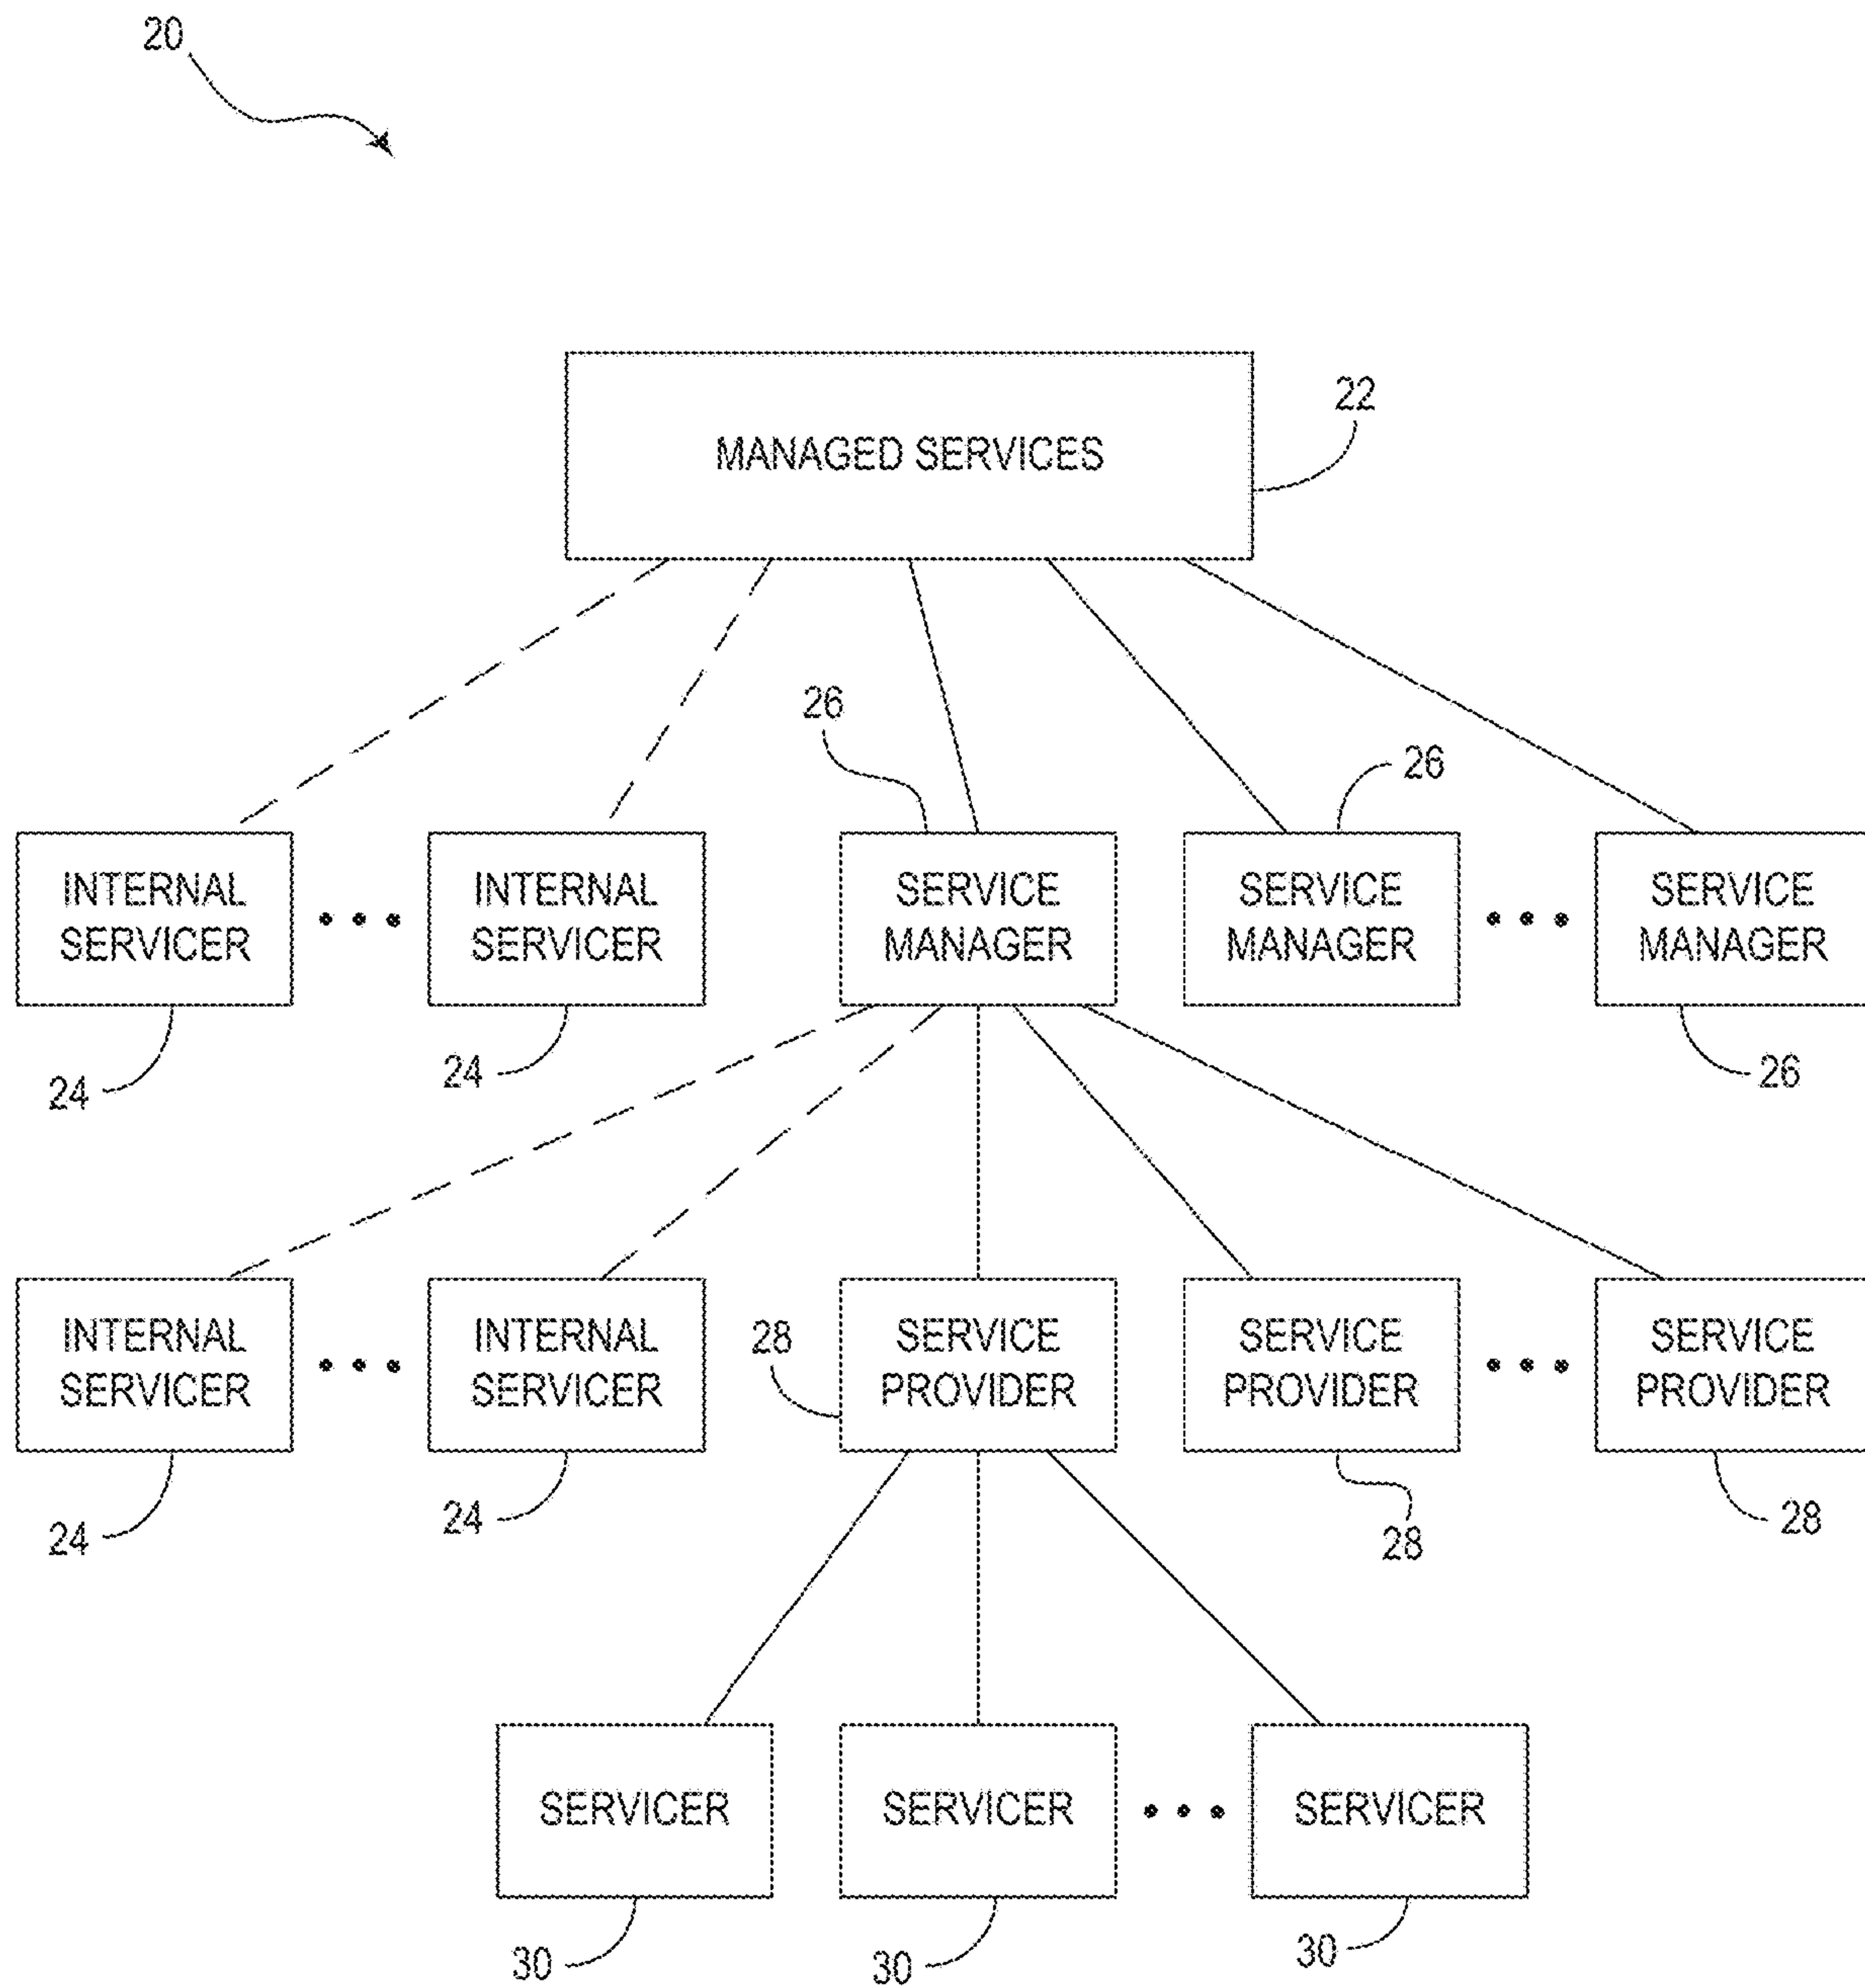 20
22
MANAGED SERVICES
26
26
INTERNAL
SERVICER
INTERNAL
SERVICER
SERVICE
MANAGER
SERVICE
MANAGER
SERVICE
MANAGER
24
24
26
INTERNAL
SERVICER
INTERNAL
SERVICER
28
SERVICE
PROVIDER
SERVICE
PROVIDER
SERVICE
PROVIDER
24
24
28
28
SERVICER
SERVICER
SERVICER
30
30
30